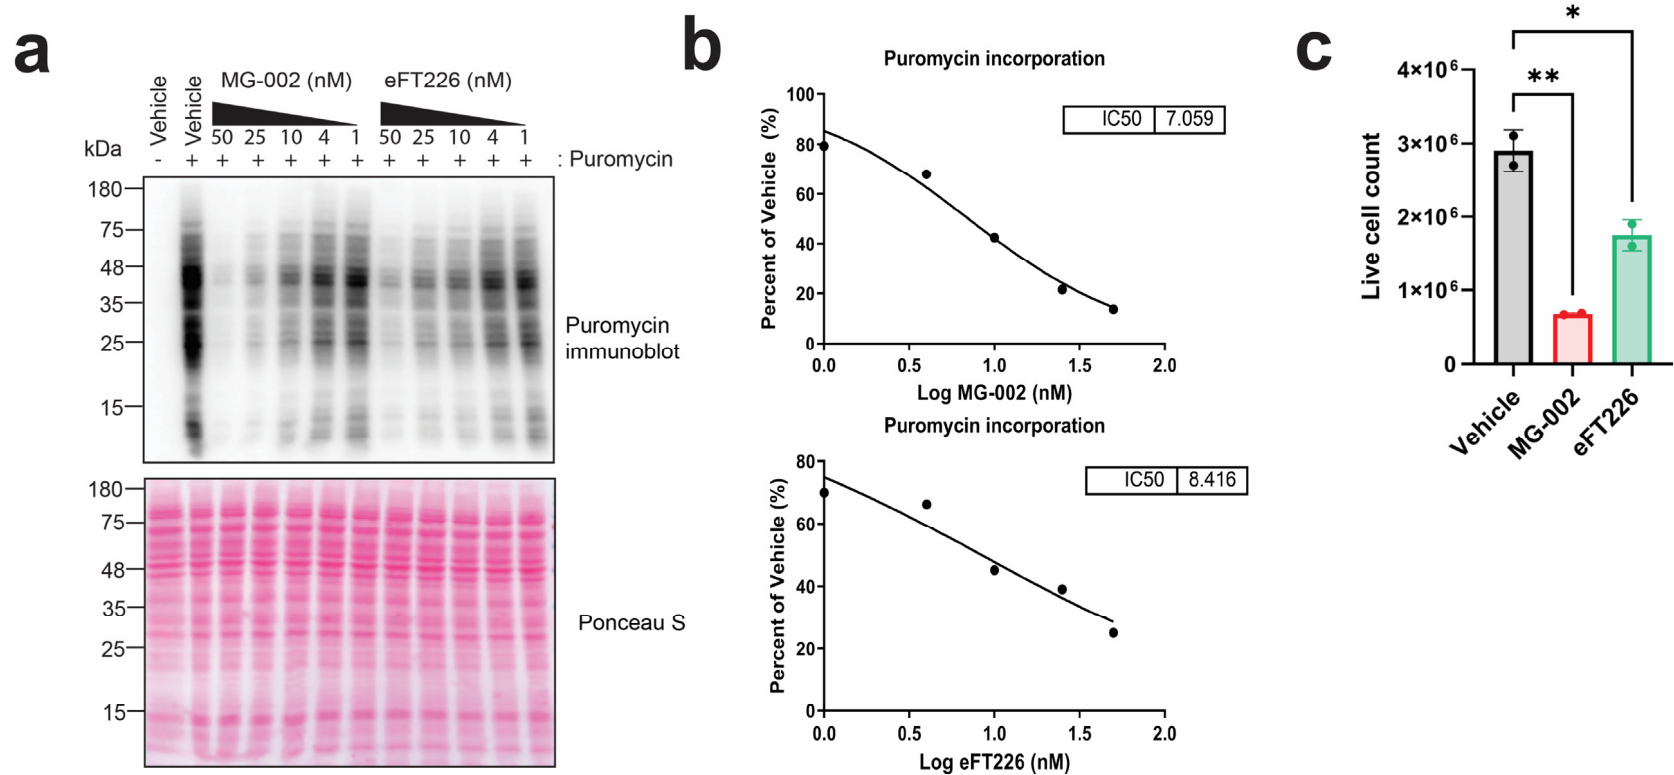 a
Vehicle
Vehicle
MG-002 (nM)
eFT226 (nM)
50 25 10 4 1 50 25 10 4 1
kDa
- + + + + + + + + + + + : Puromycin
180
75
48
35
25
15
Puromycin
immunoblot
180
75
48
35
25
15
Ponceau S
b
Puromycin incorporation
IC50 7.059
Percent of Vehicle (%)
100
80
60
40
20
0
0.0 0.5 1.0 1.5 2.0
Log MG-002 (nM)
Puromycin incorporation
IC50 8.416
Percent of Vehicle (%)
80
60
40
20
0
0.0 0.5 1.0 1.5 2.0
Log eFT226 (nM)
c
*
**
Live cell count
4×10⁶
3×10⁶
2×10⁶
1×10⁶
0
Vehicle
MG-002
eFT226